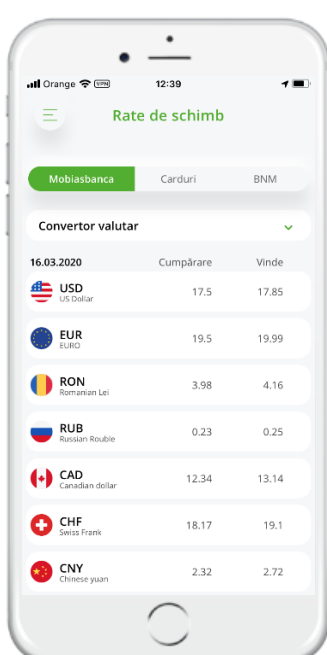 Orange VPN 12:39
Rate de schimb
Mobiasbanca Carduri BNM
Convertor valutar
16.03.2020 Cumpărare Vinde
USD 17.5 17.85
US Dollar
EUR 19.5 19.99
EURO
RON 3.98 4.16
Romanian Lei
RUB 0.23 0.25
Russian Rouble
CAD 12.34 13.14
Canadian dollar
CHF 18.17 19.1
Swiss Frank
CNY 2.32 2.72
Chinese yuan